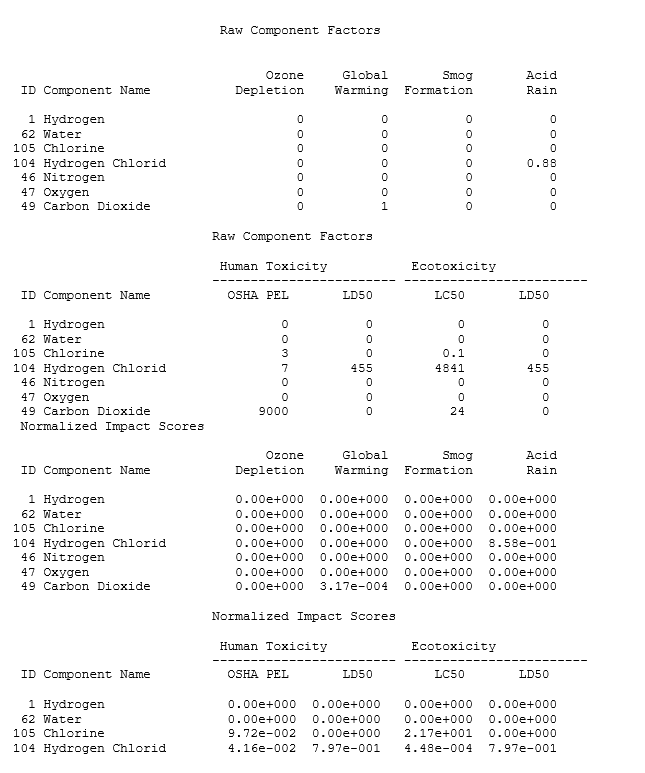 Raw Component Factors
Ozone Global Smog Acid
ID Component Name Depletion Warming Formation Rain
1 Hydrogen 0 0 0 0
62 Water 0 0 0 0
105 Chlorine 0 0 0 0
104 Hydrogen Chlorid 0 0 0 0.88
46 Nitrogen 0 0 0 0
47 Oxygen 0 0 0 0
49 Carbon Dioxide 0 1 0 0
Raw Component Factors
Human Toxicity Ecotoxicity
------------------------ ------------------------
ID Component Name OSHA PEL LD50 LC50 LD50
1 Hydrogen 0 0 0 0
62 Water 0 0 0 0
105 Chlorine 3 0 0.1 0
104 Hydrogen Chlorid 7 455 4841 455
46 Nitrogen 0 0 0 0
47 Oxygen 0 0 0 0
49 Carbon Dioxide 9000 0 24 0
Normalized Impact Scores
Ozone Global Smog Acid
ID Component Name Depletion Warming Formation Rain
1 Hydrogen 0.00e+000 0.00e+000 0.00e+000 0.00e+000
62 Water 0.00e+000 0.00e+000 0.00e+000 0.00e+000
105 Chlorine 0.00e+000 0.00e+000 0.00e+000 0.00e+000
104 Hydrogen Chlorid 0.00e+000 0.00e+000 0.00e+000 8.58e-001
46 Nitrogen 0.00e+000 0.00e+000 0.00e+000 0.00e+000
47 Oxygen 0.00e+000 0.00e+000 0.00e+000 0.00e+000
49 Carbon Dioxide 0.00e+000 3.17e-004 0.00e+000 0.00e+000
Normalized Impact Scores
Human Toxicity Ecotoxicity
------------------------ ------------------------
ID Component Name OSHA PEL LD50 LC50 LD50
1 Hydrogen 0.00e+000 0.00e+000 0.00e+000 0.00e+000
62 Water 0.00e+000 0.00e+000 0.00e+000 0.00e+000
105 Chlorine 9.72e-002 0.00e+000 2.17e+001 0.00e+000
104 Hydrogen Chlorid 4.16e-002 7.97e-001 4.48e-004 7.97e-001